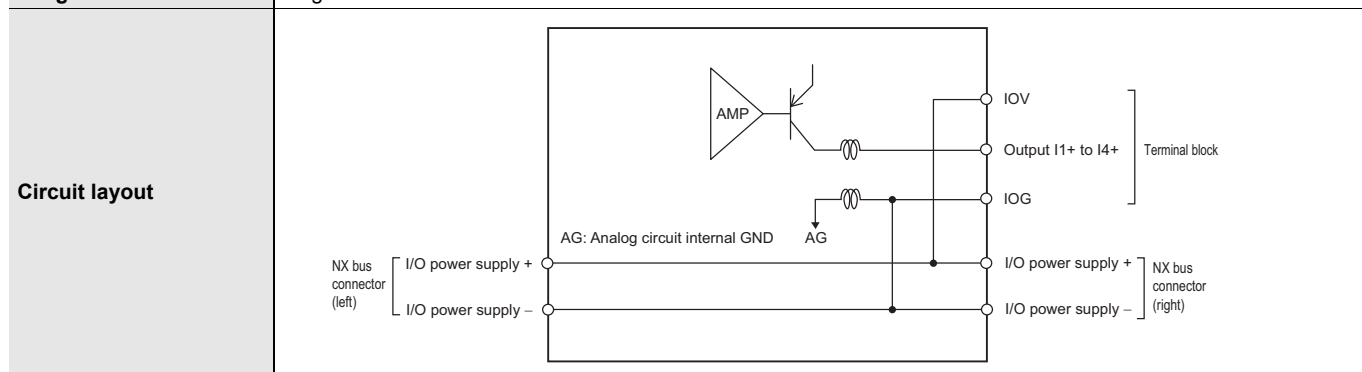 Circuit layout
AMP
IOV
Output I1+ to I4+
Terminal block
IOG
AG: Analog circuit internal GND
AG
NX bus
connector
(left)
I/O power supply +
I/O power supply –
I/O power supply +
I/O power supply –
NX bus
connector
(right)